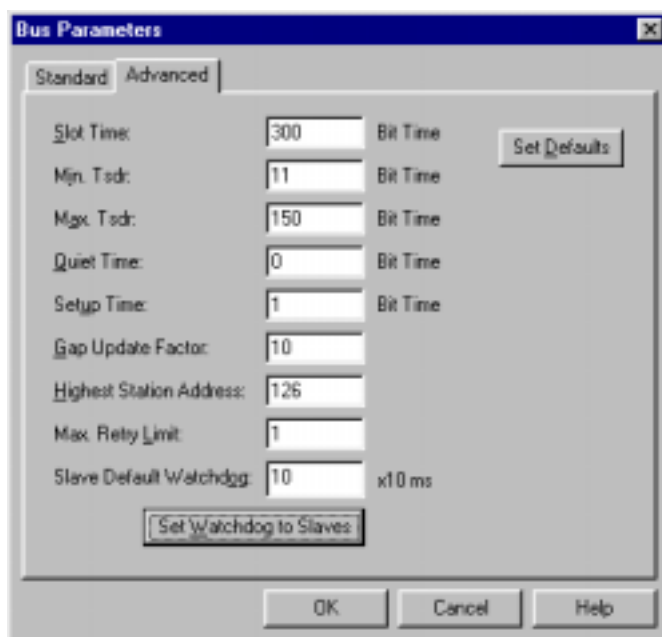 Bus Parameters
Standard Advanced
Slot Time: 300 Bit Time Set Defaults
Min. Tsdr: 11 Bit Time
Max. Tsdr: 150 Bit Time
Quiet Time: 0 Bit Time
Setup Time: 1 Bit Time
Gap Update Factor: 10
Highest Station Address: 126
Max. Retry Limit: 1
Slave Default Watchdog: 10 x10 ms
Set Watchdog to Slaves
OK Cancel Help